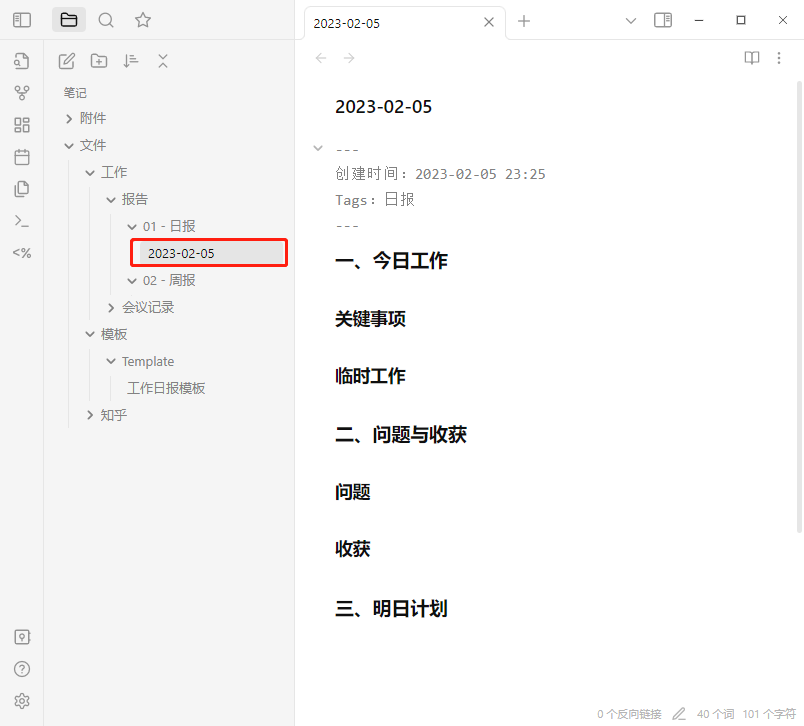 2023-02-05
笔记
附件
文件
工作
报告
01 - 日报
2023-02-05
02 - 周报
会议记录
模板
Template
工作日报模板
知乎
<%
2023-02-05
---
创建时间：2023-02-05 23:25
Tags：日报
---
一、今日工作
关键事项
临时工作
二、问题与收获
问题
收获
三、明日计划
0 个反向链接 40 个词 101 个字符